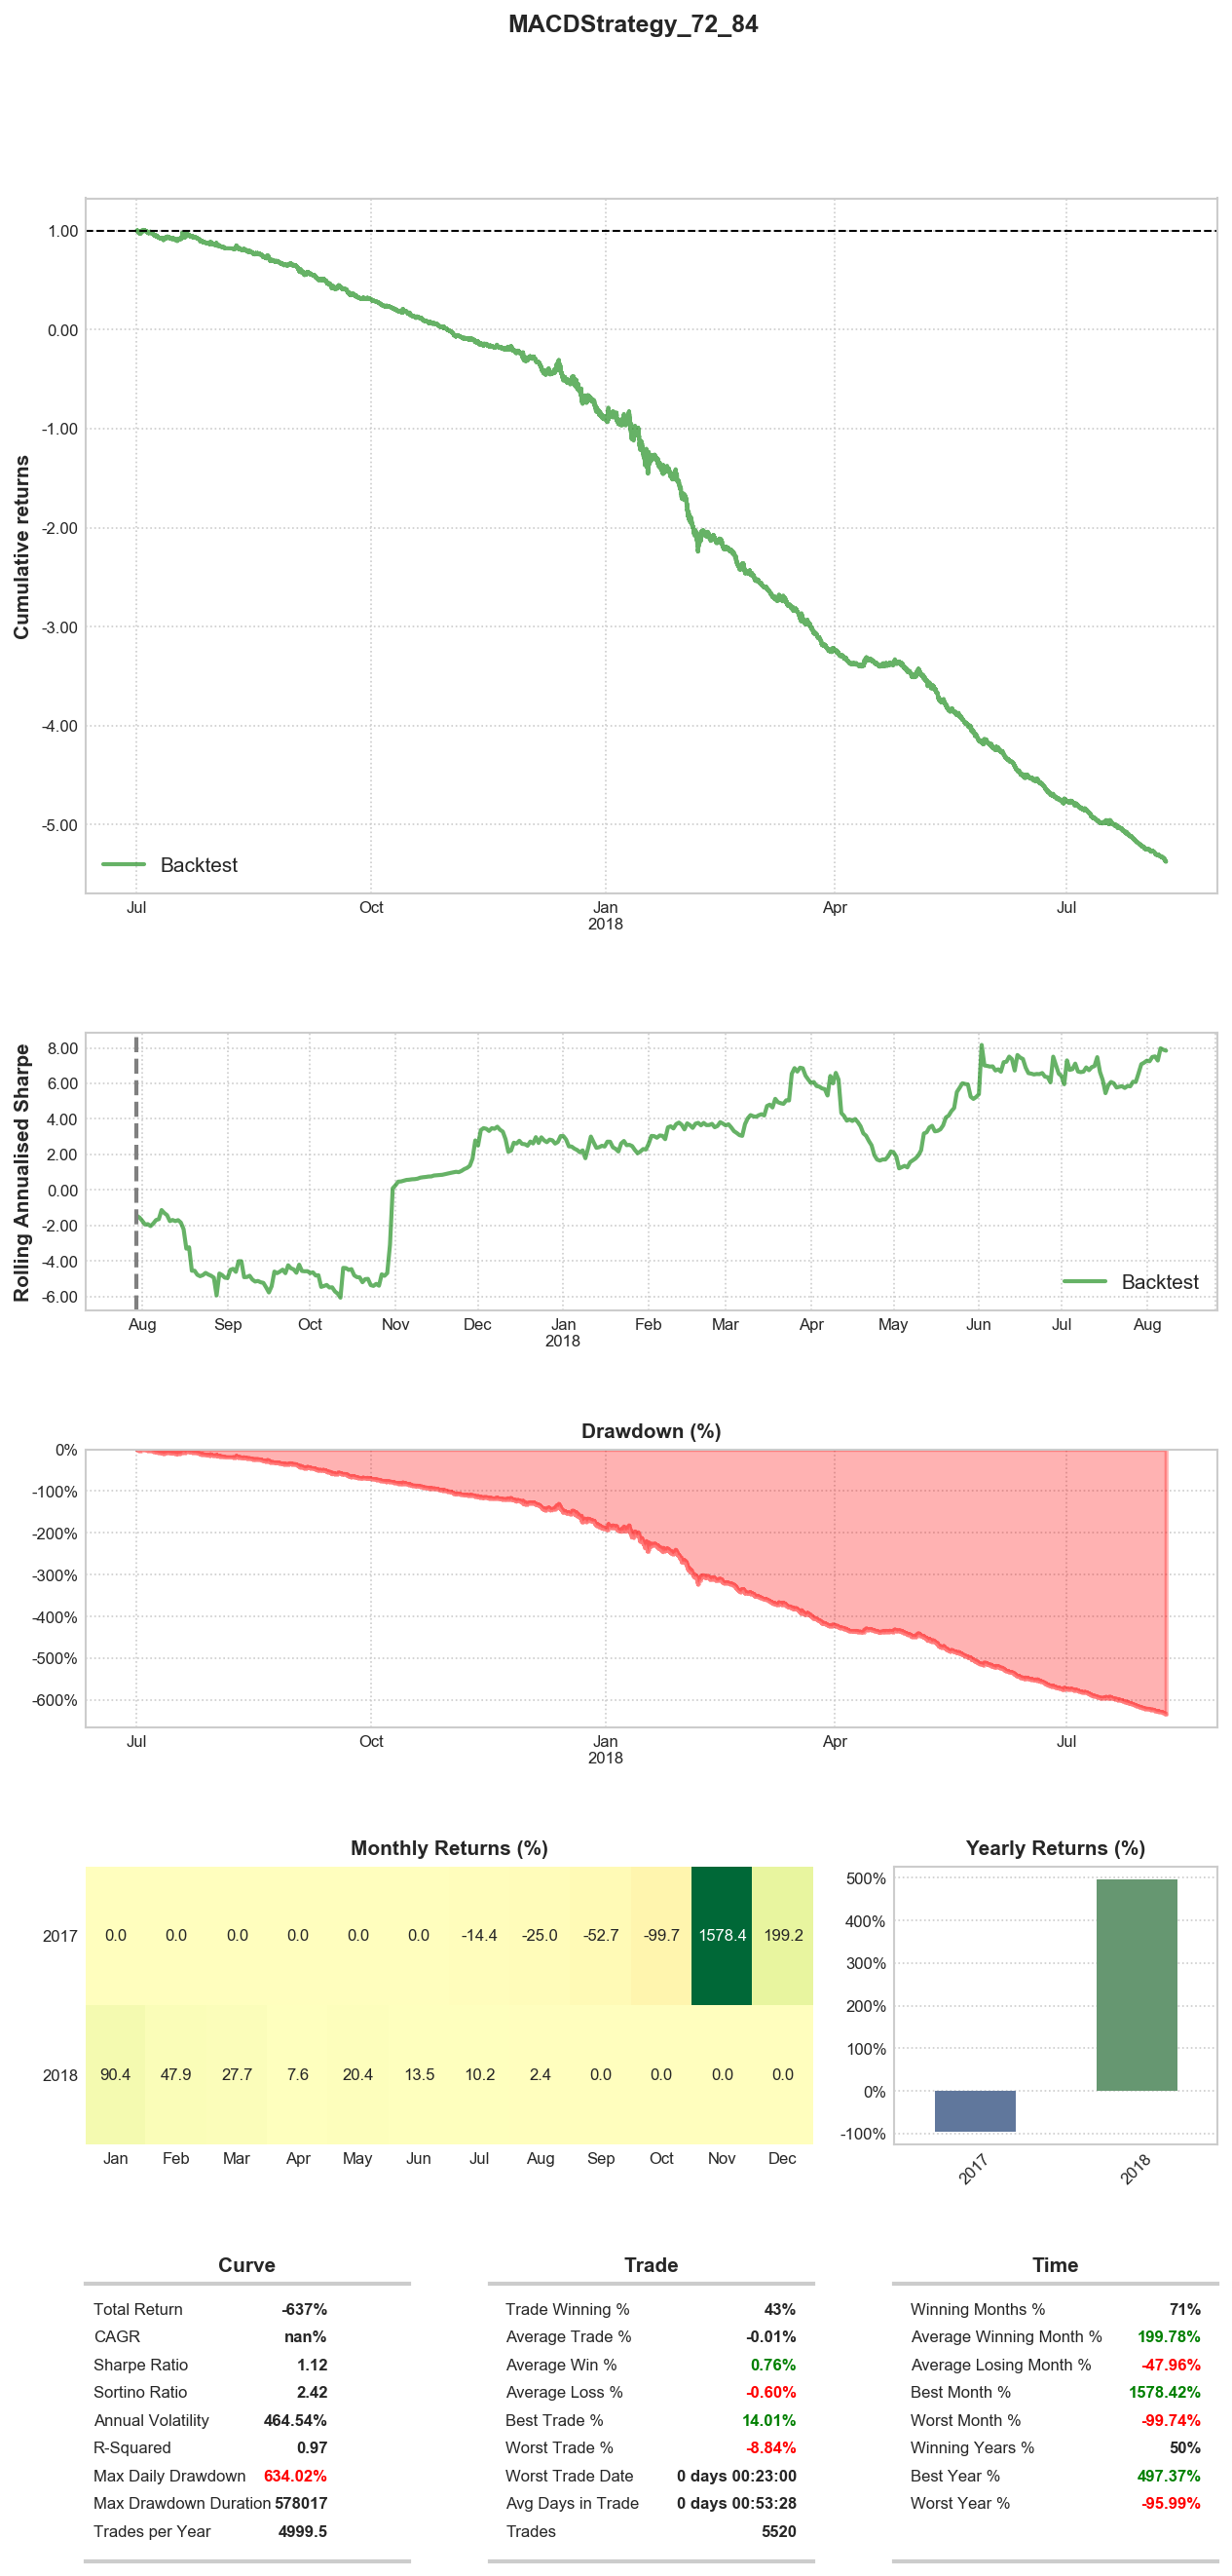 MACDStrategy_72_84
Cumulative returns
1.00
0.00
-1.00
-2.00
-3.00
-4.00
-5.00
Backtest
Jul Oct Jan Apr Jul
2018
Rolling Annualised Sharpe
8.00
6.00
4.00
2.00
0.00
-2.00
-4.00
-6.00
Backtest
Aug Sep Oct Nov Dec Jan Feb Mar Apr May Jun Jul Aug
2018
Drawdown (%)
0%
-100%
-200%
-300%
-400%
-500%
-600%
Jul Oct Jan Apr Jul
2018
Monthly Returns (%)
2017 0.0 0.0 0.0 0.0 0.0 0.0 -14.4 -25.0 -52.7 -99.7 1578.4 199.2
2018 90.4 47.9 27.7 7.6 20.4 13.5 10.2 2.4 0.0 0.0 0.0 0.0
Jan Feb Mar Apr May Jun Jul Aug Sep Oct Nov Dec
Yearly Returns (%)
500%
400%
300%
200%
100%
0%
-100%
2017 2018
Curve
Total Return -637%
CAGR nan%
Sharpe Ratio 1.12
Sortino Ratio 2.42
Annual Volatility 464.54%
R-Squared 0.97
Max Daily Drawdown 634.02%
Max Drawdown Duration 578017
Trades per Year 4999.5
Trade
Trade Winning % 43%
Average Trade % -0.01%
Average Win % 0.76%
Average Loss % -0.60%
Best Trade % 14.01%
Worst Trade % -8.84%
Worst Trade Date 0 days 00:23:00
Avg Days in Trade 0 days 00:53:28
Trades 5520
Time
Winning Months % 71%
Average Winning Month % 199.78%
Average Losing Month % -47.96%
Best Month % 1578.42%
Worst Month % -99.74%
Winning Years % 50%
Best Year % 497.37%
Worst Year % -95.99%